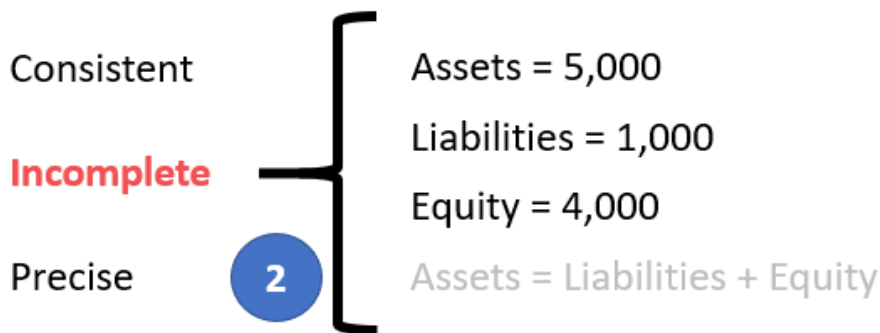 Consistent
Incomplete
Precise
2
Assets = 5,000
Liabilities = 1,000
Equity = 4,000
Assets = Liabilities + Equity